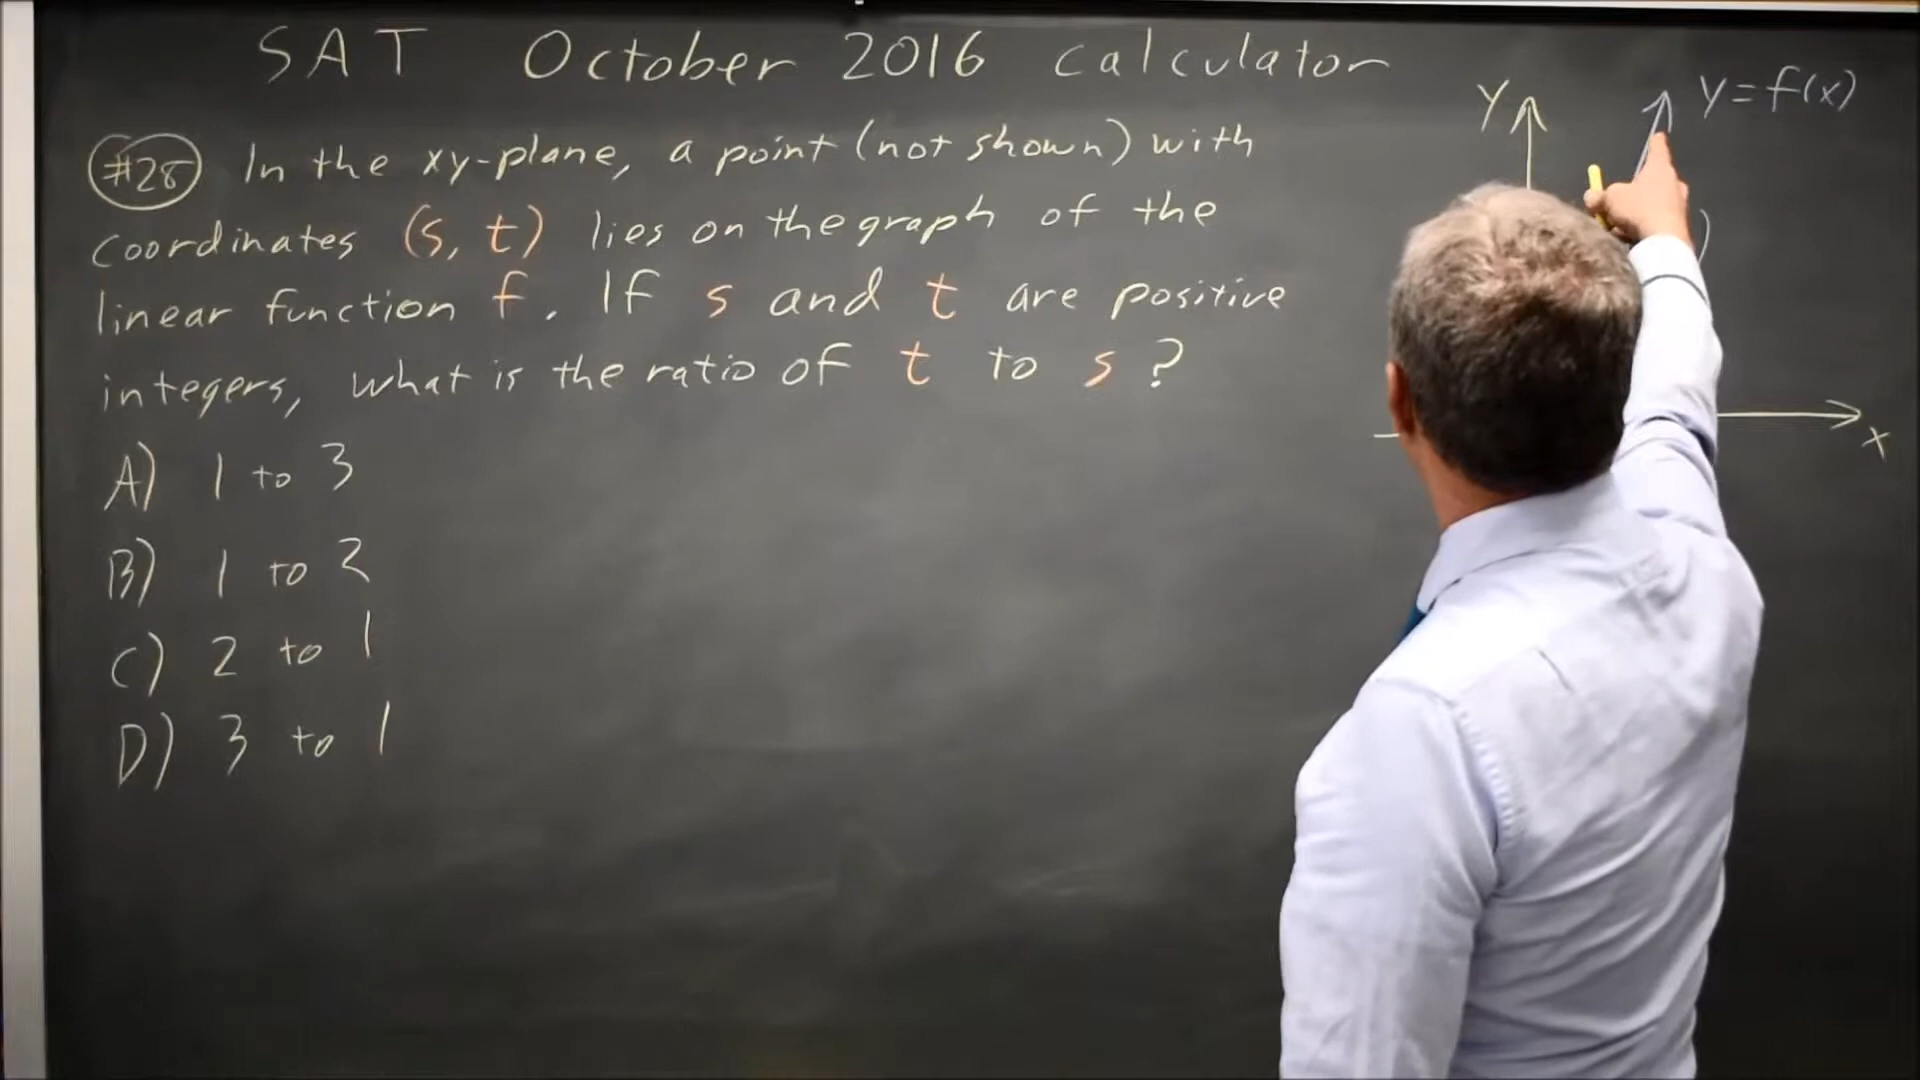 SAT October 2016 Calculator
#28 In the xy-plane, a point (not shown) with
coordinates (s, t) lies on the graph of the
linear function f. If s and t are positive
integers, what is the ratio of t to s?
A) 1 to 3
B) 1 to 2
C) 2 to 1
D) 3 to 1
Y
y=f(x)
)
x